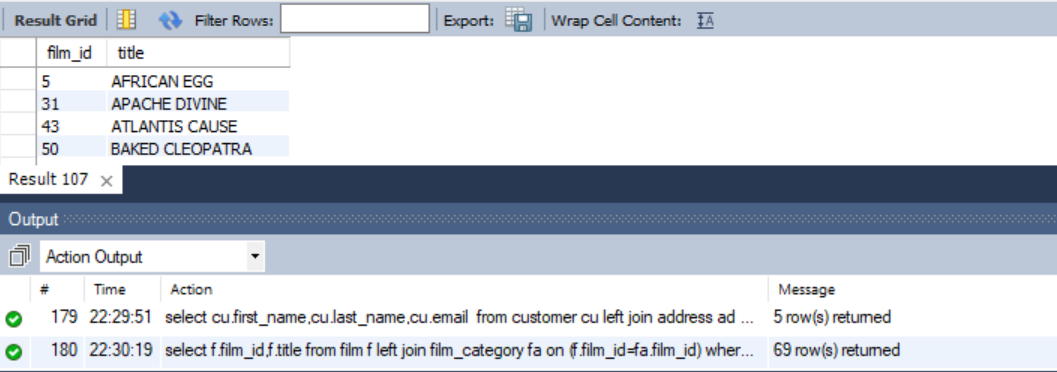 Result Grid Filter Rows: Export: Wrap Cell Content: IA
film_id title
5 AFRICAN EGG
31 APACHE DIVINE
43 ATLANTIS CAUSE
50 BAKED CLEOPATRA
Result 107 ×
Output
Action Output
# Time Action Message
179 22:29:51 select cu.first_name,cu.last_name,cu.email from customer cu left join address ad ... 5 row(s) returned
180 22:30:19 select f.film_id,f.title from film f left join film_category fa on (f.film_id=fa.film_id) wher... 69 row(s) returned